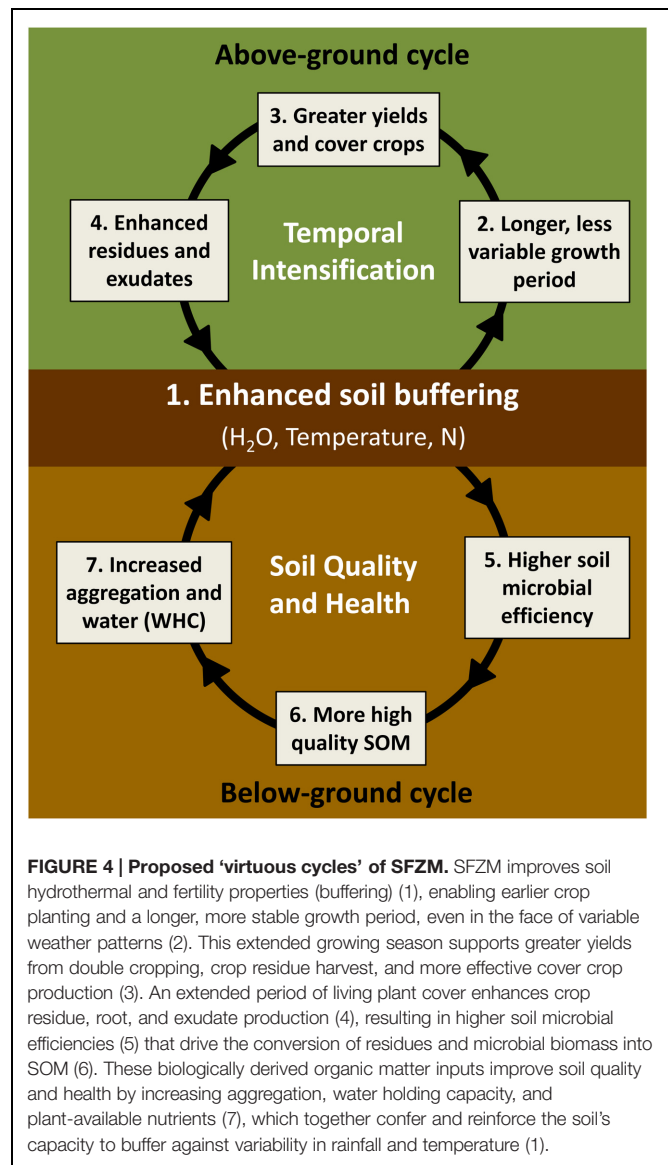 Above-ground cycle
3. Greater yields
and cover crops
4. Enhanced
residues and
exudates
Temporal
Intensification
2. Longer, less
variable growth
period
1. Enhanced soil buffering
(H₂O, Temperature, N)
7. Increased
aggregation and
water (WHC)
Soil Quality
and Health
5. Higher soil
microbial
efficiency
6. More high
quality SOM
Below-ground cycle
FIGURE 4 | Proposed ‘virtuous cycles’ of SFZM. SFZM improves soil
hydrothermal and fertility properties (buffering) (1), enabling earlier crop
planting and a longer, more stable growth period, even in the face of variable
weather patterns (2). This extended growing season supports greater yields
from double cropping, crop residue harvest, and more effective cover crop
production (3). An extended period of living plant cover enhances crop
residue, root, and exudate production (4), resulting in higher soil microbial
efficiencies (5) that drive the conversion of residues and microbial biomass into
SOM (6). These biologically derived organic matter inputs improve soil quality
and health by increasing aggregation, water holding capacity, and
plant-available nutrients (7), which together confer and reinforce the soil’s
capacity to buffer against variability in rainfall and temperature (1).